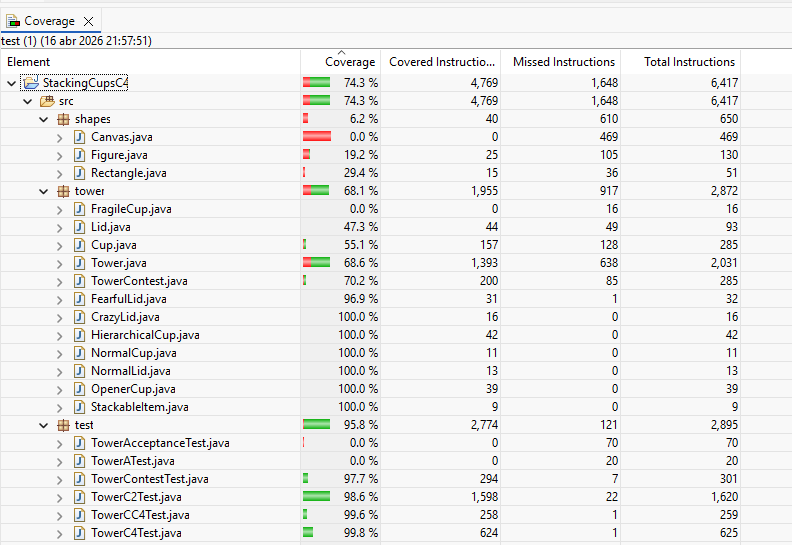 Coverage
test (1) (16 abr 2026 21:57:51)
Element Coverage Covered Instructio... Missed Instructions Total Instructions
StackingCupsC4 74.3 % 4,769 1,648 6,417
src 74.3 % 4,769 1,648 6,417
shapes 6.2 % 40 610 650
Canvas.java 0.0 % 0 469 469
Figure.java 19.2 % 25 105 130
Rectangle.java 29.4 % 15 36 51
tower 68.1 % 1,955 917 2,872
FragileCup.java 0.0 % 0 16 16
Lid.java 47.3 % 44 49 93
Cup.java 55.1 % 157 128 285
Tower.java 68.6 % 1,393 638 2,031
TowerContest.java 70.2 % 200 85 285
FearfulLid.java 96.9 % 31 1 32
CrazyLid.java 100.0 % 16 0 16
HierarchicalCup.java 100.0 % 42 0 42
NormalCup.java 100.0 % 11 0 11
NormalLid.java 100.0 % 13 0 13
OpenerCup.java 100.0 % 39 0 39
StackableItem.java 100.0 % 9 0 9
test 95.8 % 2,774 121 2,895
TowerAcceptanceTest.java 0.0 % 0 70 70
TowerATest.java 0.0 % 0 20 20
TowerContestTest.java 97.7 % 294 7 301
TowerC2Test.java 98.6 % 1,598 22 1,620
TowerCC4Test.java 99.6 % 258 1 259
TowerC4Test.java 99.8 % 624 1 625